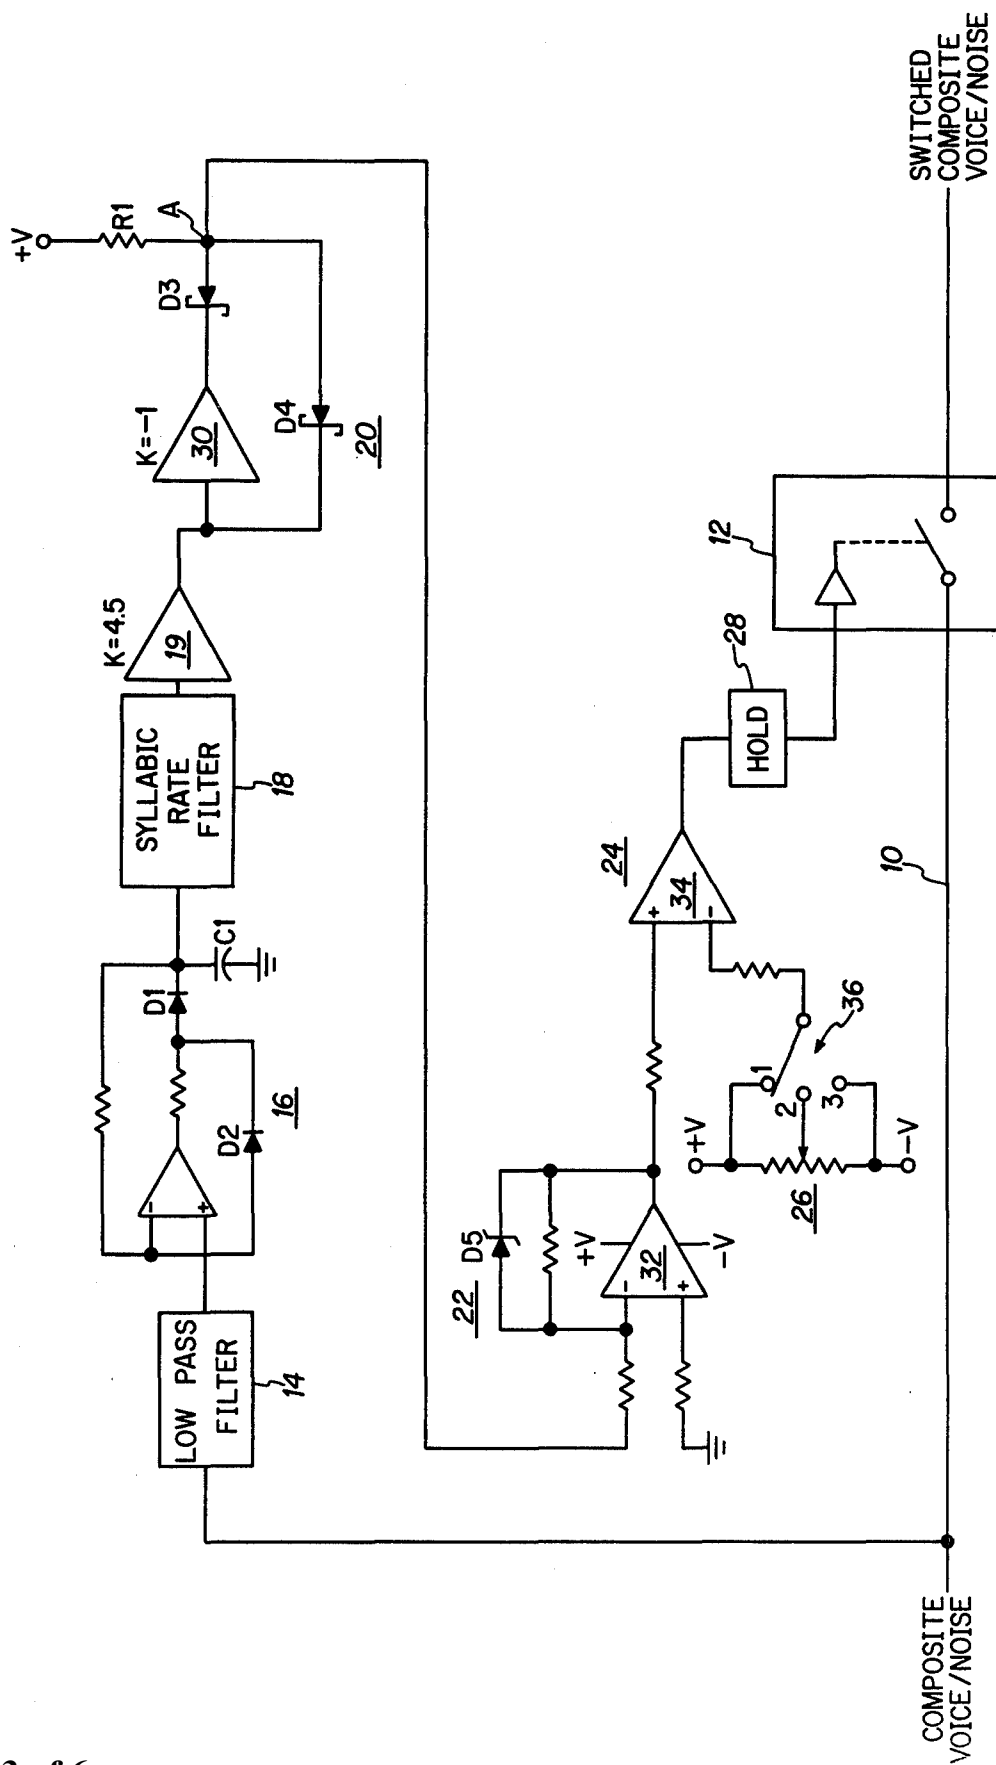 +V
R1
A
D3
K=-1
30
D4
20
K=4.5
19
SYLLABIC
RATE
FILTER
18
D1
C1
D2
16
-
+
LOW PASS
FILTER
14
22
D5
+V
32
-
+
-V
24
34
+
-
HOLD
28
12
36
1
2
3
+V
26
-V
10
COMPOSITE
VOICE/NOISE
SWITCHED
COMPOSITE
VOICE/NOISE